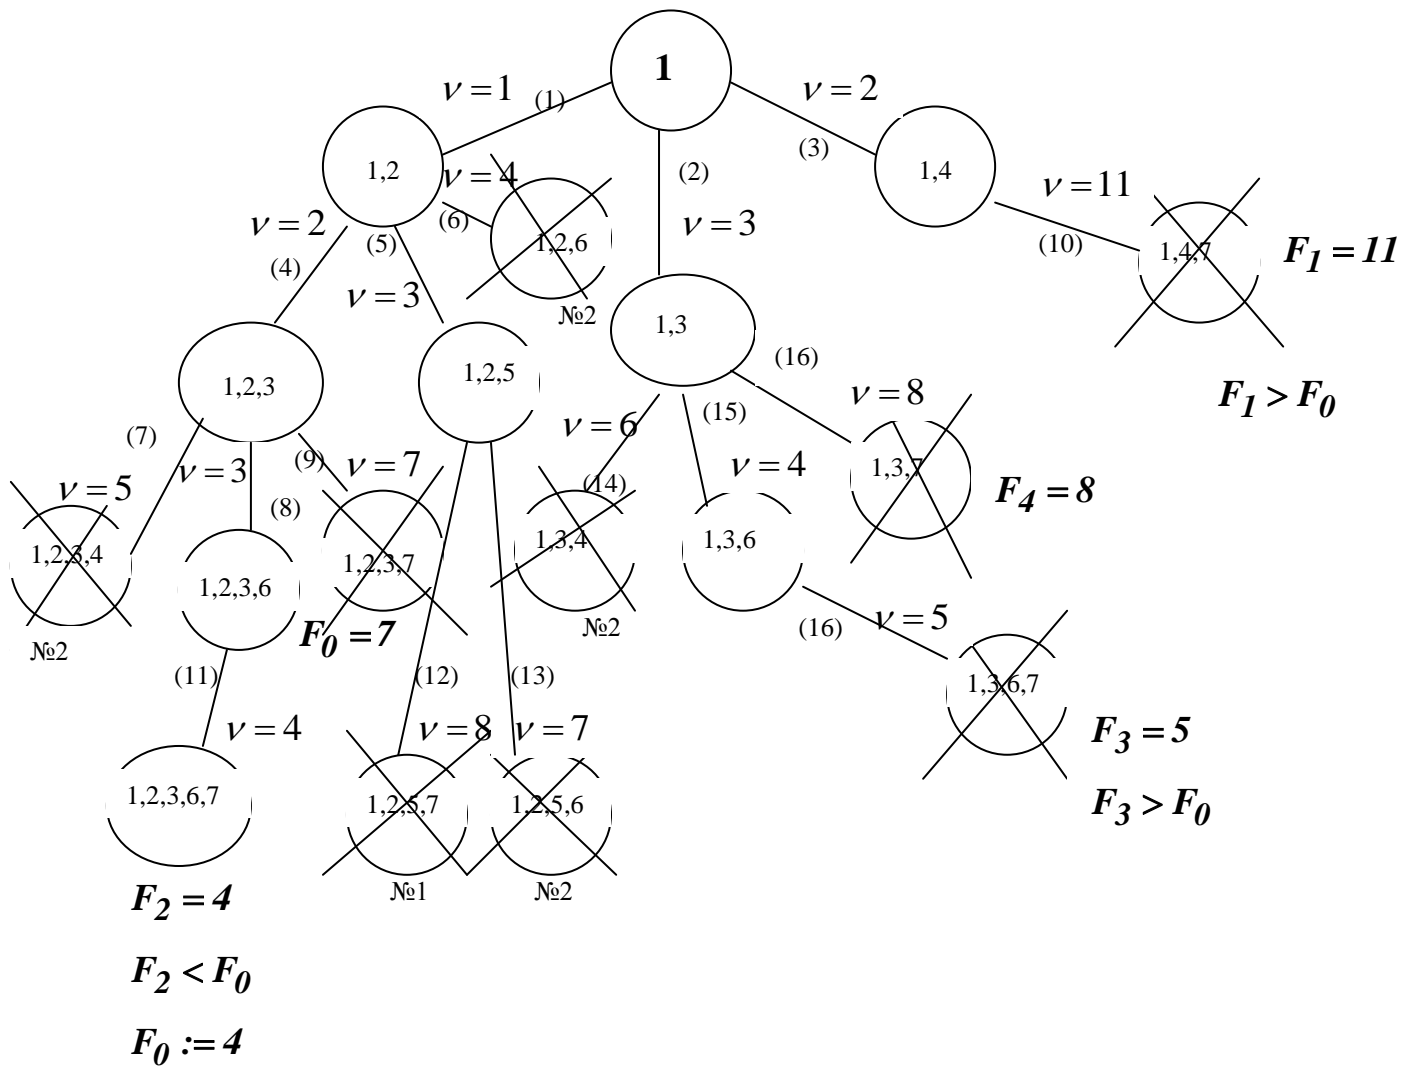 1
ν = 1
(1)
ν = 2
(3)
1,2
ν = 4
(6)
(2)
1,4
ν = 11
(10)
ν = 2
(5)
(4)
1,2,6
№2
ν = 3
1,4,7
F1 = 11
ν = 3
1,3
(16)
F1 > F0
1,2,3
1,2,5
ν = 8
(15)
(7)
ν = 6
(9)
ν = 3
ν = 7
ν = 4
1,3,7
F4 = 8
ν = 5
(8)
(14)
1,2,3,4
1,2,3,6
1,2,3,7
1,3,4
1,3,6
№2
F0 = 7
№2
(16)
ν = 5
(11)
(12)
(13)
1,3,6,7
ν = 4
ν = 8
ν = 7
F3 = 5
1,2,3,6,7
1,2,5,7
1,2,5,6
F3 > F0
№1
№2
F2 = 4
F2 < F0
F0 := 4